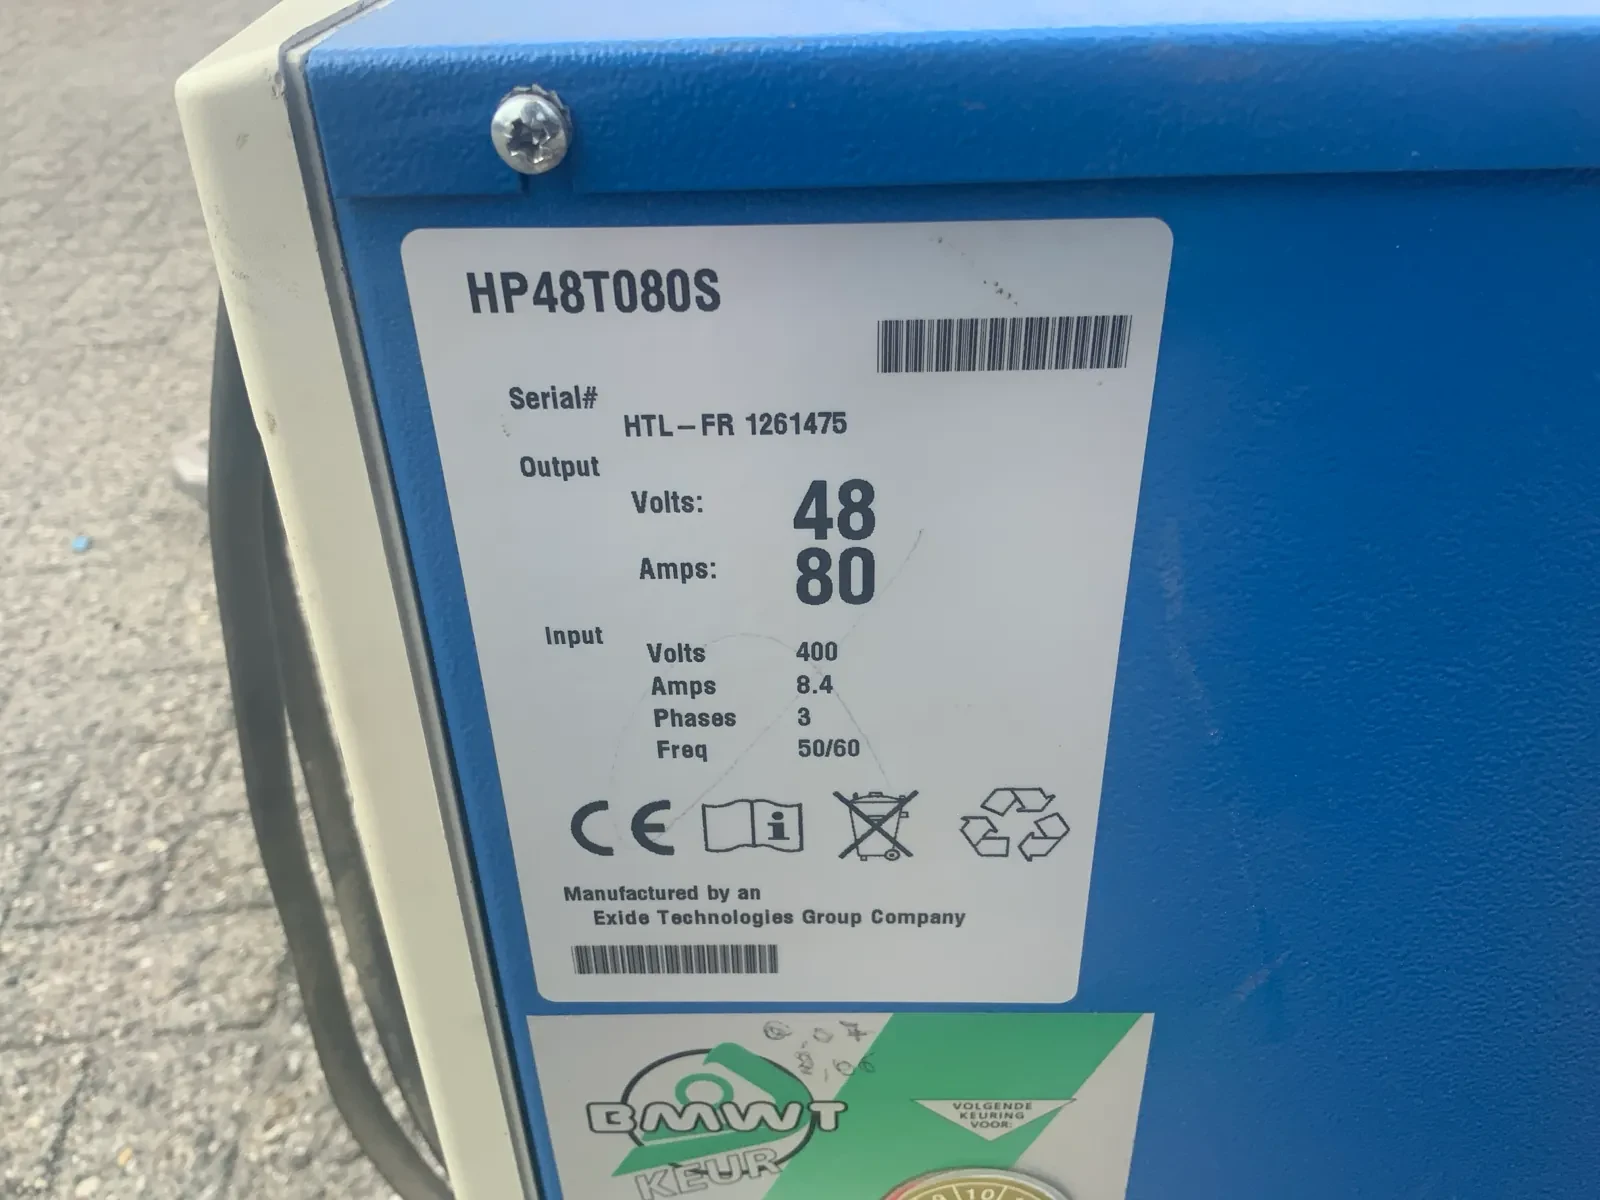 HP48T080S
Serial#
HTL-FR 1261475
Output
Volts: 48
Amps: 80
Input
Volts 400
Amps 8.4
Phases 3
Freq 50/60
CE
Manufactured by an
Exide Technologies Group Company
BMWT
KEUR
VOLGENDE
KEURING
VOOR:
10